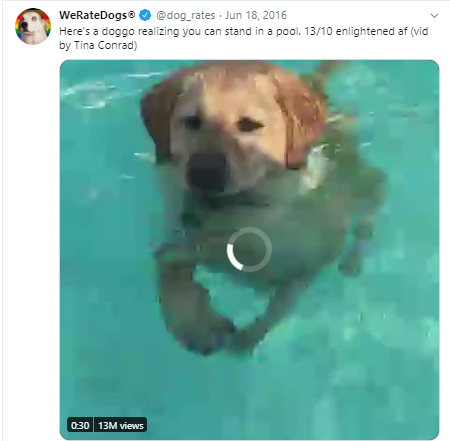 WeRateDogs® @dog_rates · Jun 18, 2016
Here's a doggo realizing you can stand in a pool. 13/10 enlightened af (vid
by Tina Conrad)
0:30 13M views